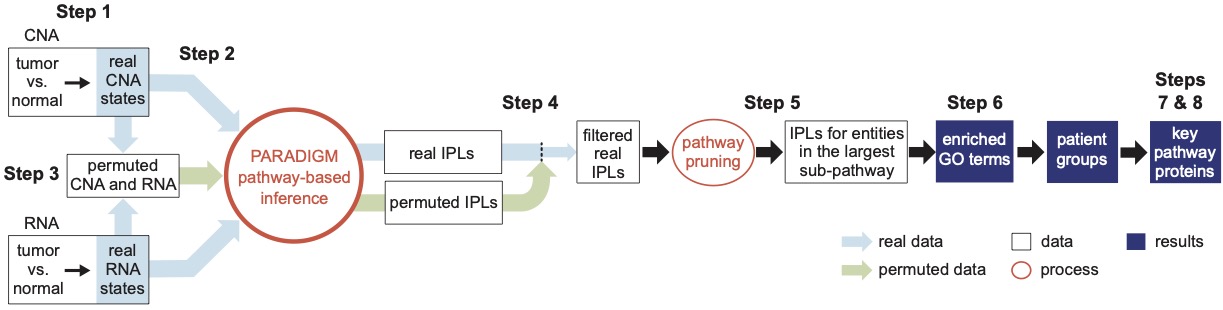 Step 1
CNA
tumor
vs.
normal
real
CNA
states
Step 2
Step 3
permuted
CNA and RNA
RNA
tumor
vs.
normal
real
RNA
states
PARADIGM
pathway-based
inference
real IPLs
permuted IPLs
Step 4
filtered
real
IPLs
pathway
pruning
Step 5
IPLs for entities
in the largest
sub-pathway
Step 6
enriched
GO terms
patient
groups
Steps
7 & 8
key
pathway
proteins
real data
data
results
permuted data
process